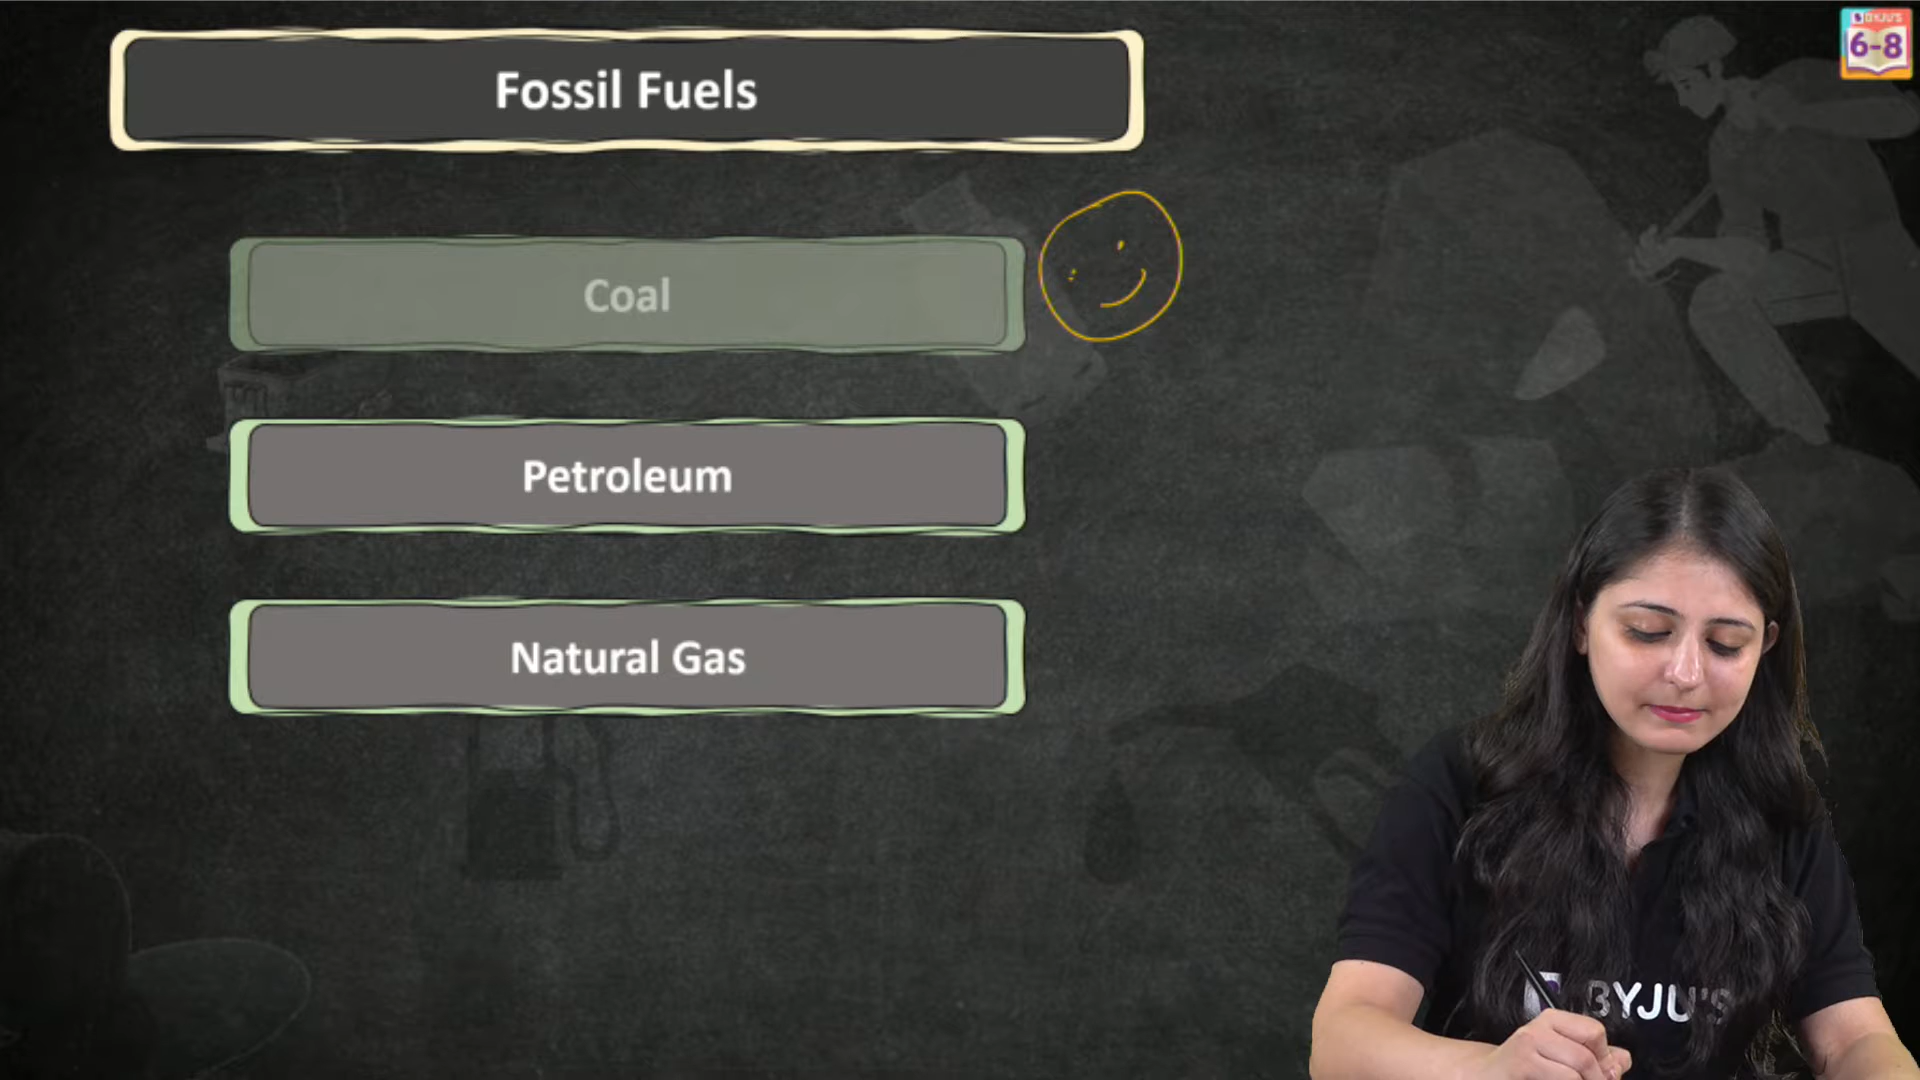 Fossil Fuels
BYJU'S
6-8
Coal
Petroleum
Natural Gas
BYJU'S